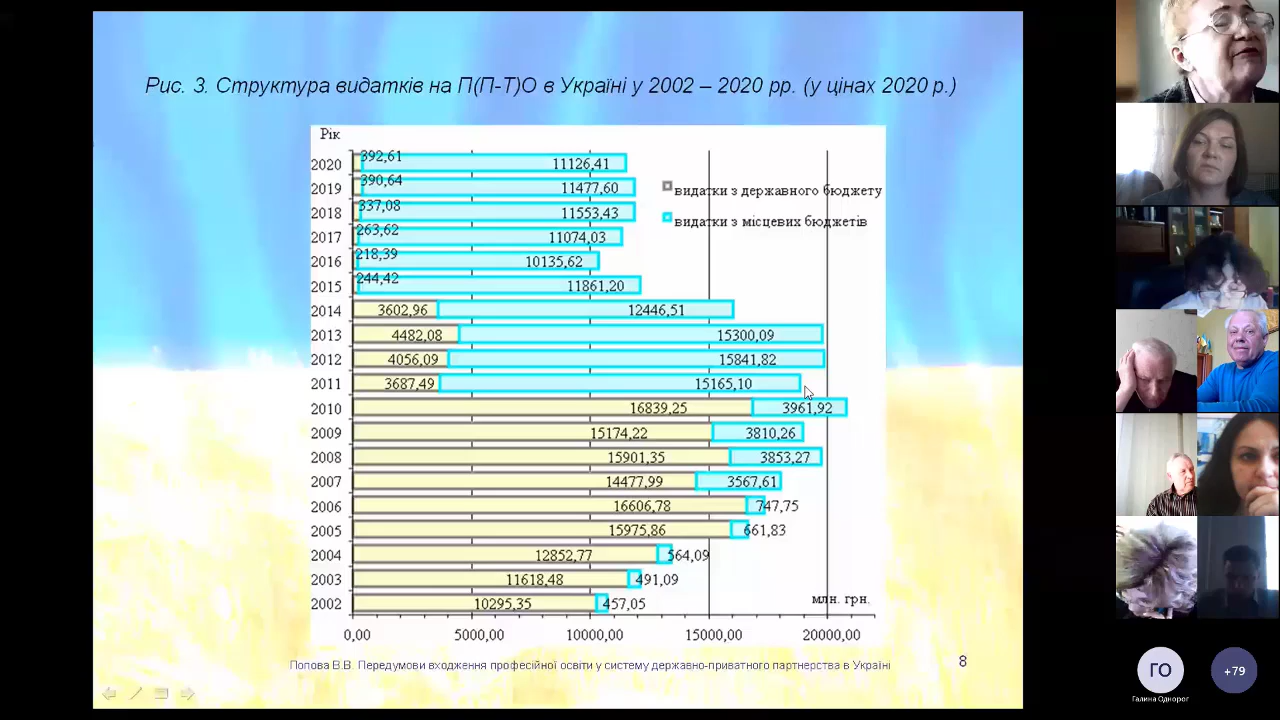 Рис. 3. Структура видатків на П(П-Т)О в Україні у 2002 – 2020 рр. (у цінах 2020 р.)
Рік
2020 392,61 11126,41
2019 390,64 11477,60
видатки з державного бюджету
2018 337,08 11553,43
видатки з місцевих бюджетів
2017 263,62 11074,03
2016 218,39 10135,62
2015 244,42 11861,20
2014 3602,96 12446,51
2013 4482,08 15300,09
2012 4056,09 15841,82
2011 3687,49 15165,10
2010 16839,25 3961,92
2009 15174,22 3810,26
2008 15901,35 3853,27
2007 14477,99 3567,61
2006 16606,78 747,75
2005 15975,86 661,83
2004 12852,77 564,09
2003 11618,48 491,09
2002 10295,35 457,05
млн. грн.
0,00 5000,00 10000,00 15000,00 20000,00
Попова В.В. Передумови входження професійної освіти у систему державно-приватного партнерства в Україні
8
ГО
+79
Галина Однорог